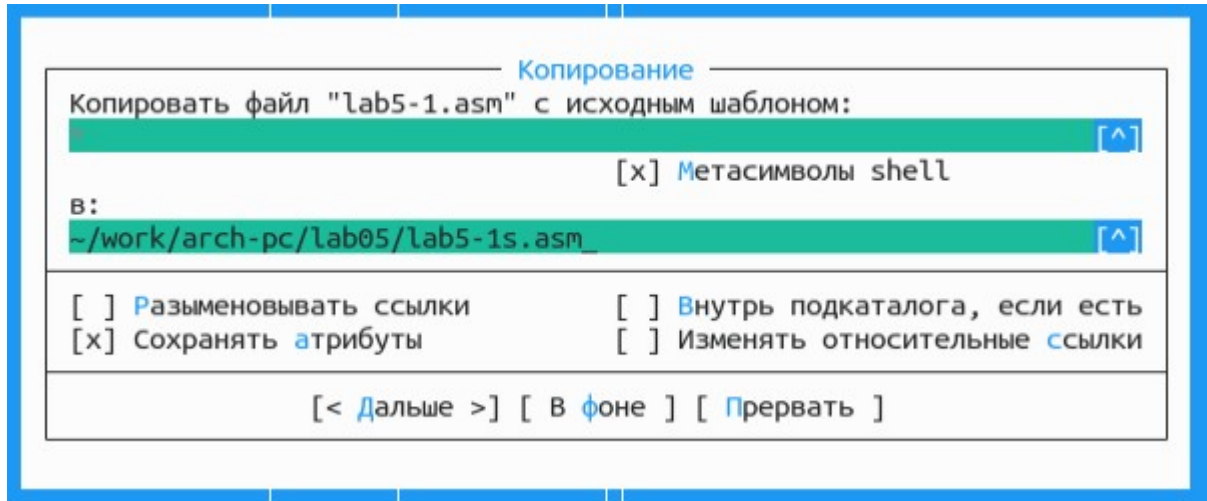 Копирование
Копировать файл "lab5-1.asm" с исходным шаблоном:
* [^]
[x] Метасимволы shell
в:
~/work/arch-pc/lab05/lab5-1s.asm_ [^]
[ ] Разыменовывать ссылки [ ] Внутрь подкаталога, если есть
[x] Сохранять атрибуты [ ] Изменять относительные ссылки
[< Дальше >] [ В фоне ] [ Прервать ]